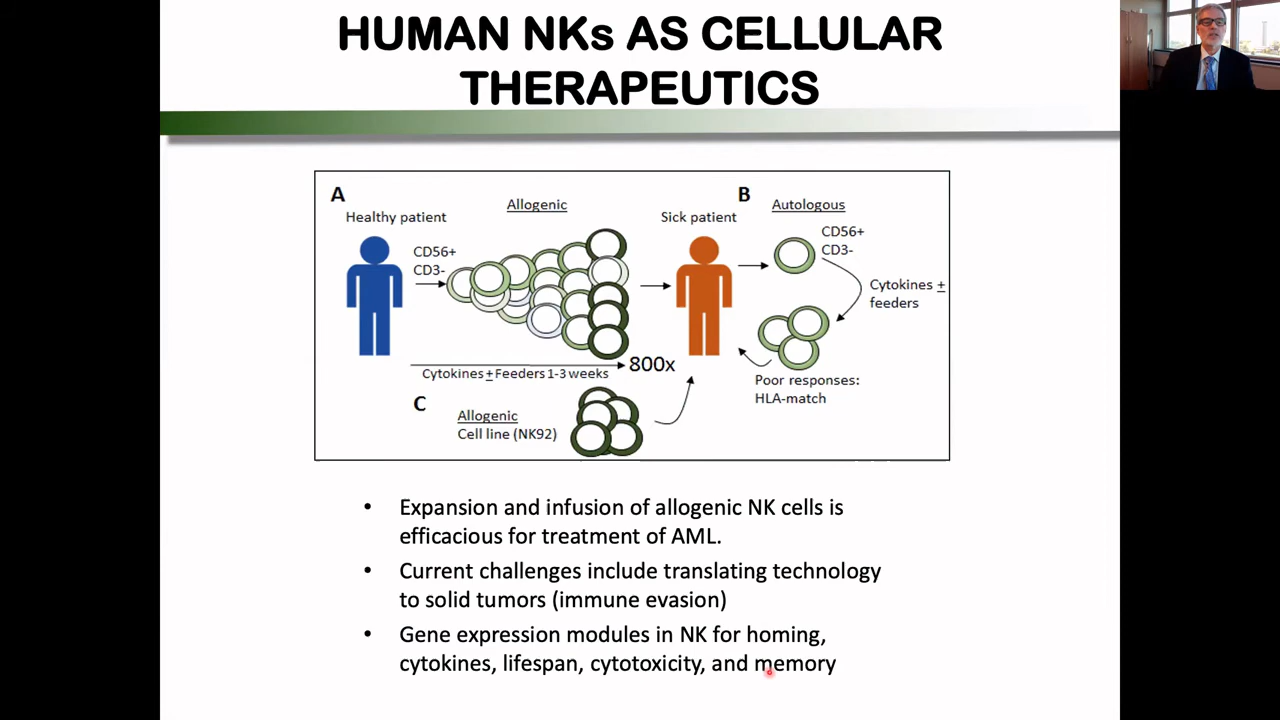 HUMAN NKs AS CELLULAR
THERAPEUTICS
A
Healthy patient
Allogenic
CD56+
CD3-
Cytokines ± Feeders 1-3 weeks
800x
Sick patient
B
Autologous
CD56+
CD3-
Cytokines ±
feeders
Poor responses:
HLA-match
C
Allogenic
Cell line (NK92)
• Expansion and infusion of allogenic NK cells is
efficacious for treatment of AML.
• Current challenges include translating technology
to solid tumors (immune evasion)
• Gene expression modules in NK for homing,
cytokines, lifespan, cytotoxicity, and memory